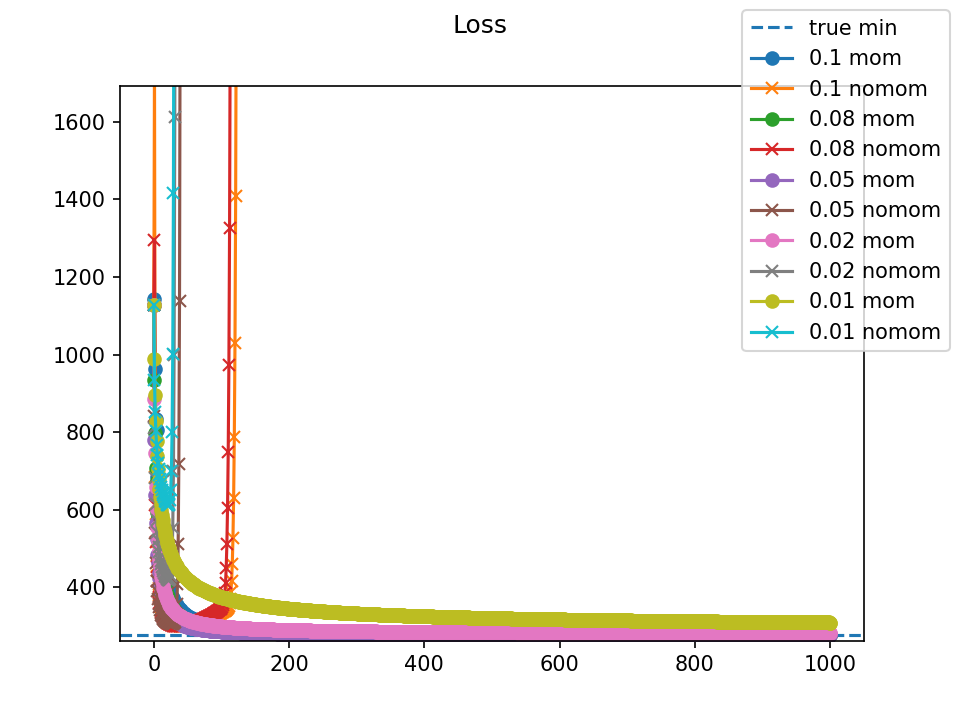 Loss
true min
0.1 mom
0.1 nomom
0.08 mom
0.08 nomom
0.05 mom
0.05 nomom
0.02 mom
0.02 nomom
0.01 mom
0.01 nomom
1600
1400
1200
1000
800
600
400
0 200 400 600 800 1000